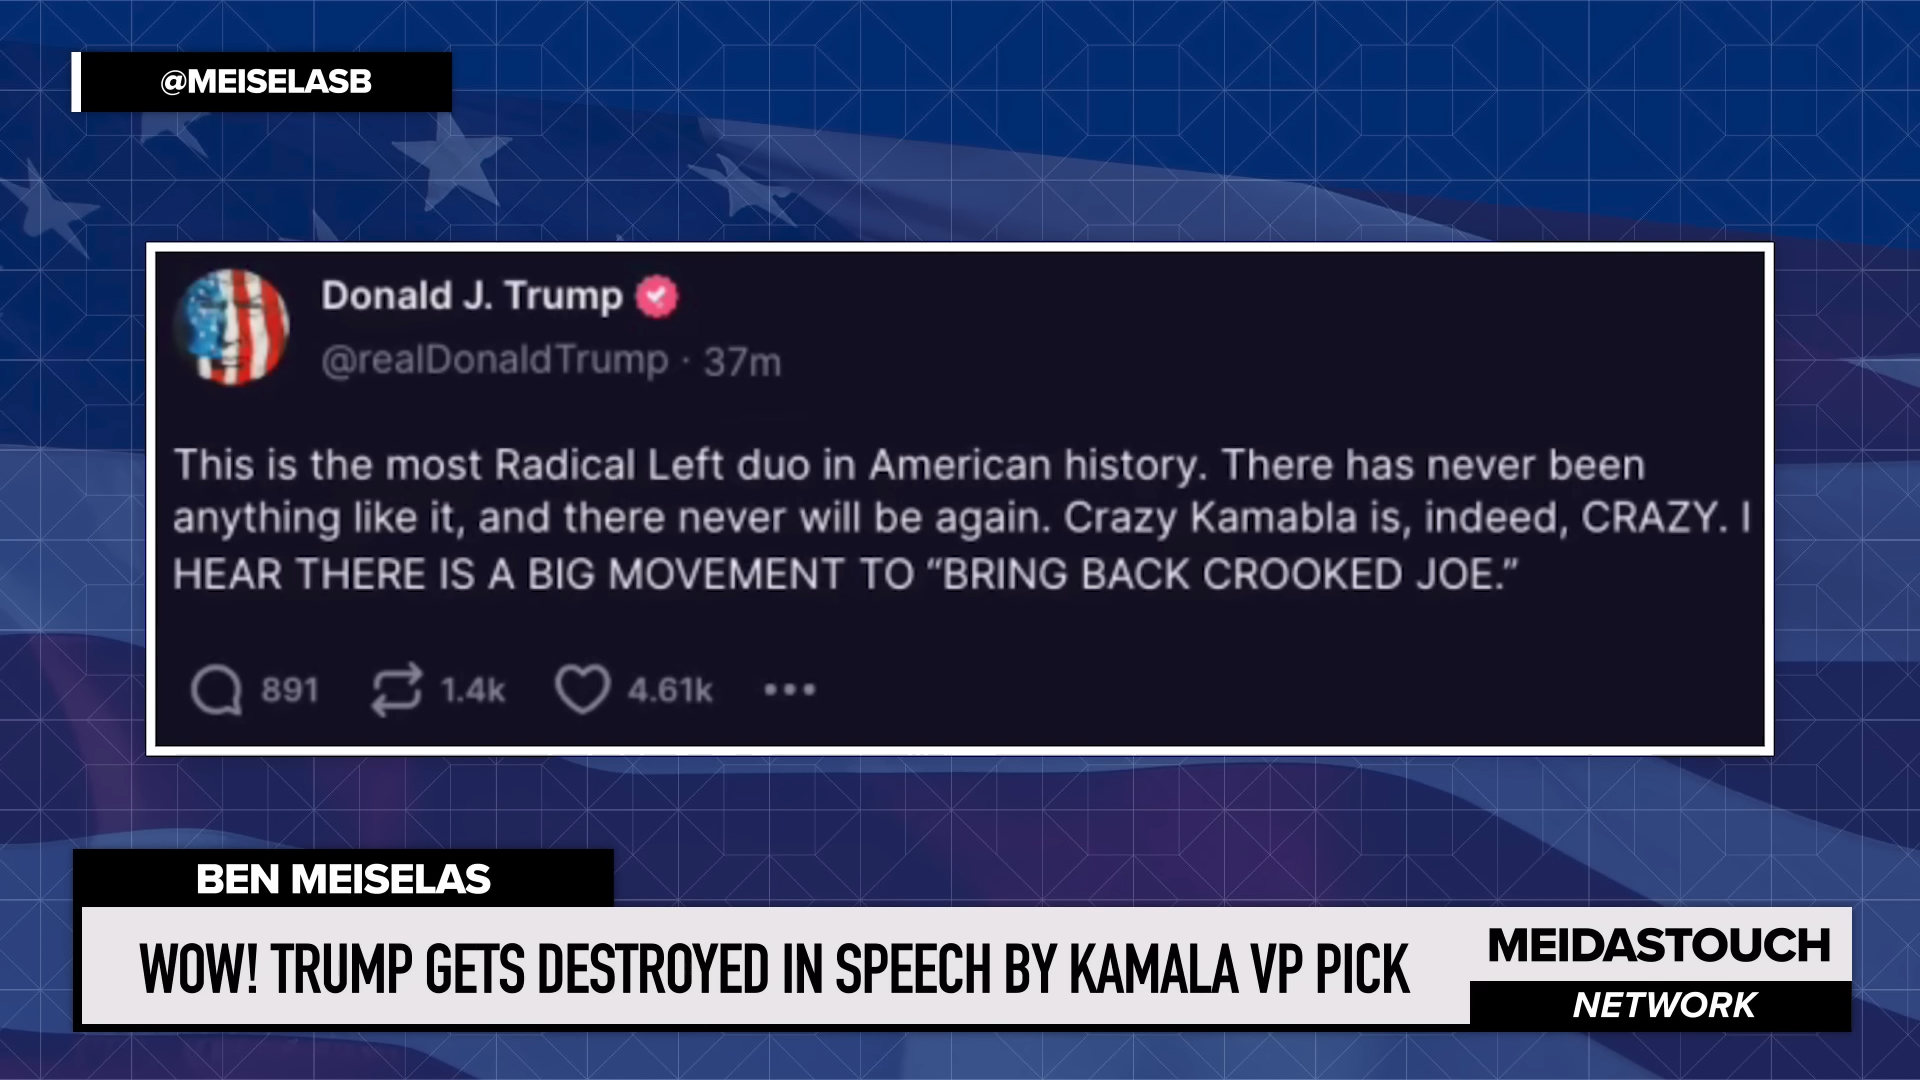 @MEISELASB
Donald J. Trump
@realDonaldTrump · 37m
This is the most Radical Left duo in American history. There has never been
anything like it, and there never will be again. Crazy Kamabla is, indeed, CRAZY. I
HEAR THERE IS A BIG MOVEMENT TO “BRING BACK CROOKED JOE.”
891 1.4k 4.61k
BEN MEISELAS
WOW! TRUMP GETS DESTROYED IN SPEECH BY KAMALA VP PICK
MEIDASTOUCH
NETWORK